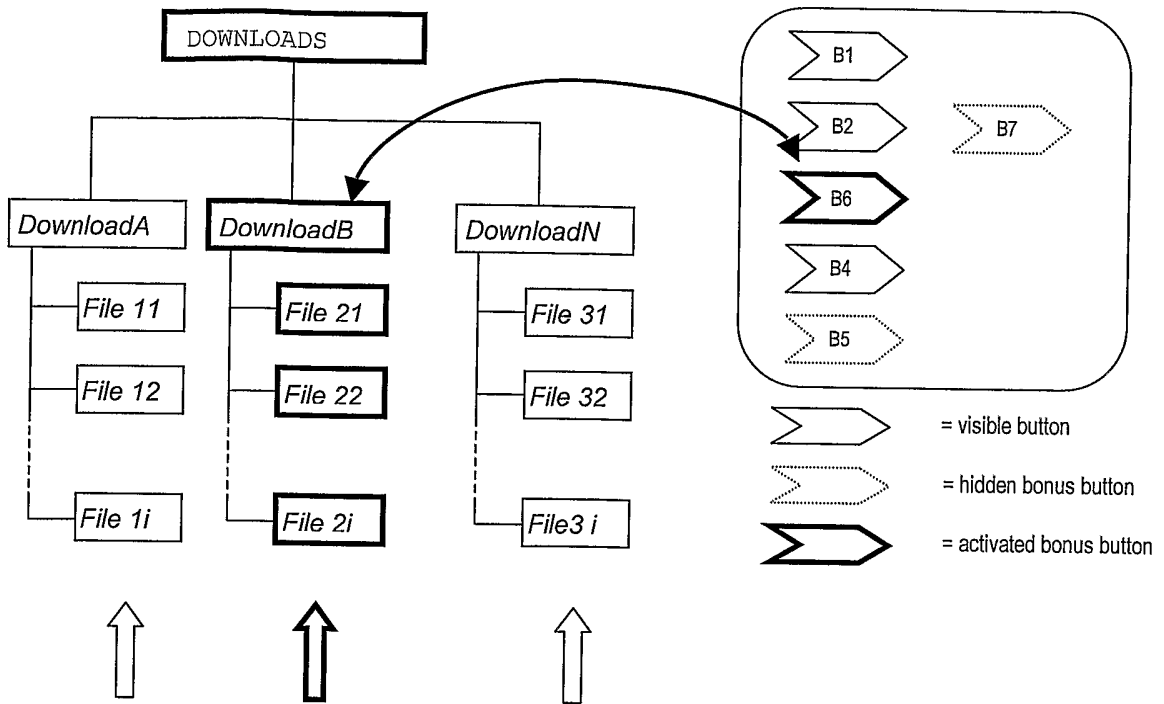 DOWNLOADS
DownloadA
File 11
File 12
File 1i
DownloadB
File 21
File 22
File 2i
DownloadN
File 31
File 32
File3 i
B1
B2
B7
B6
B4
B5
= visible button
= hidden bonus button
= activated bonus button